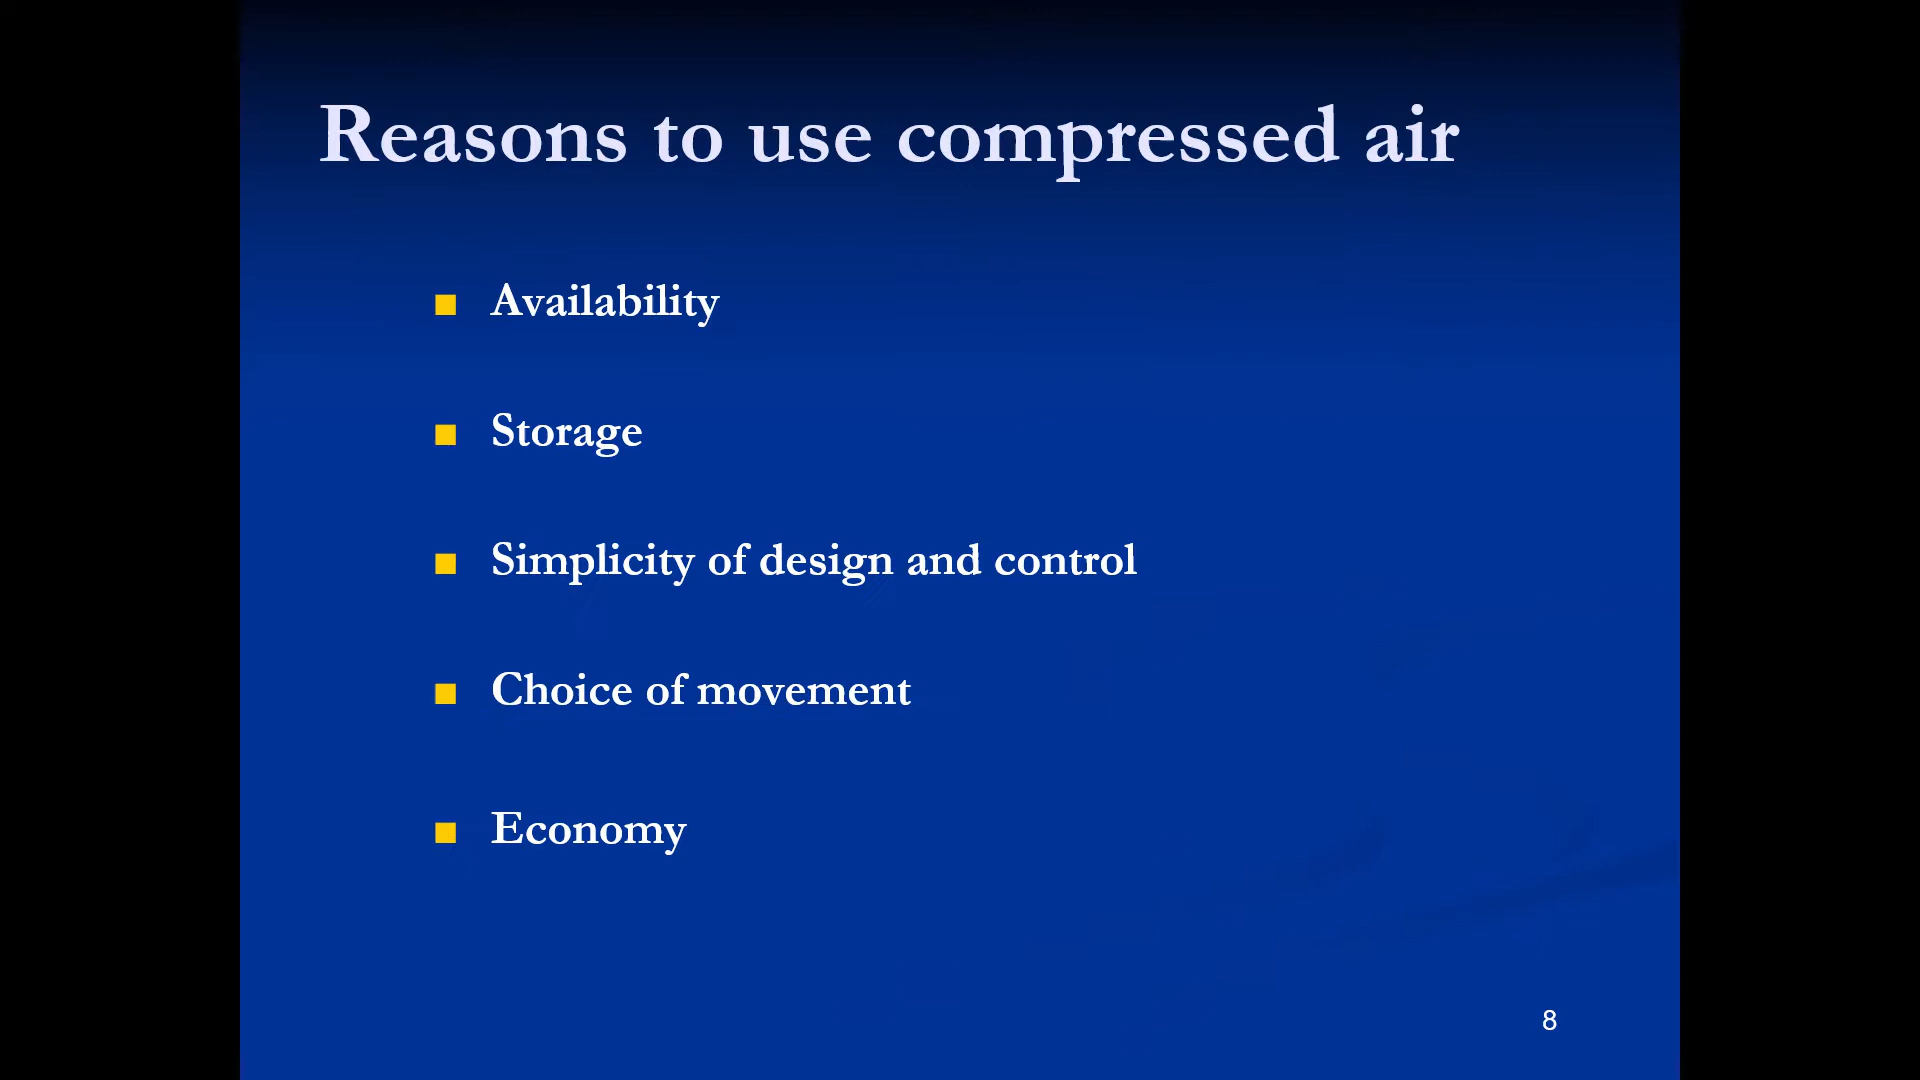 Reasons to use compressed air
Availability
Storage
Simplicity of design and control
Choice of movement
Economy
8